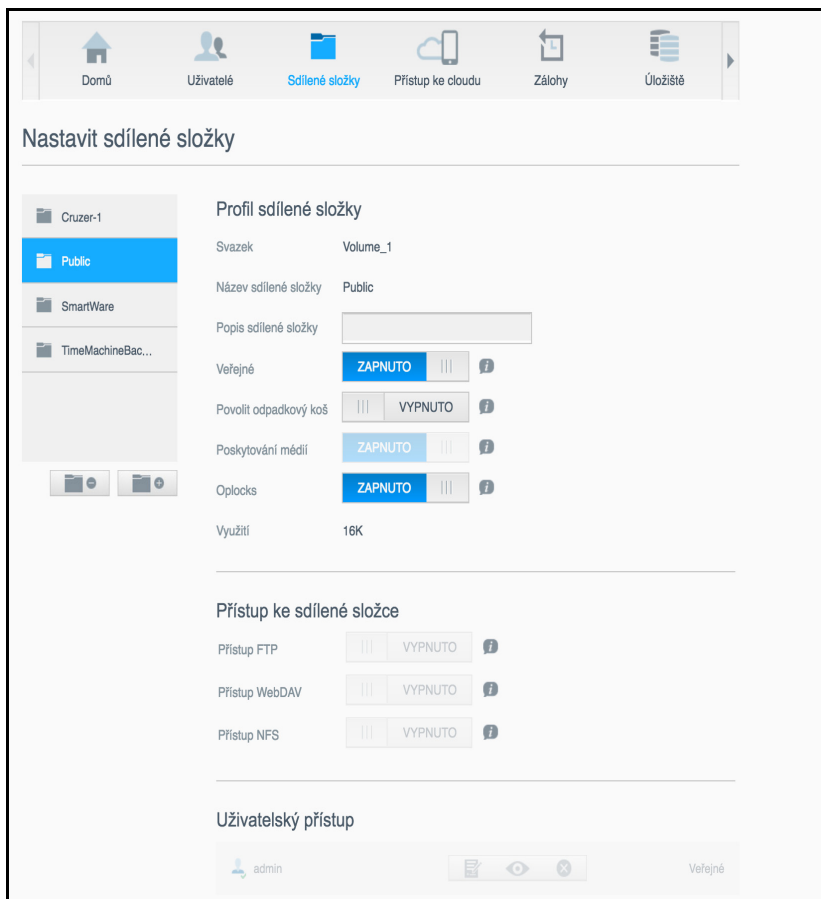 Domů Uživatelé Sdílené složky Přístup ke cloudu Zálohy Úložiště
Nastavit sdílené složky
Cruzer-1
Public
SmartWare
TimeMachineBac...
Profil sdílené složky
Svazek Volume_1
Název sdílené složky Public
Popis sdílené složky
Veřejné ZAPNUTO
Povolit odpadkový koš VYPNUTO
Poskytování médií ZAPNUTO
Oplocks ZAPNUTO
Využití 16K
Přístup ke sdílené složce
Přístup FTP VYPNUTO
Přístup WebDAV VYPNUTO
Přístup NFS VYPNUTO
Uživatelský přístup
admin Veřejné